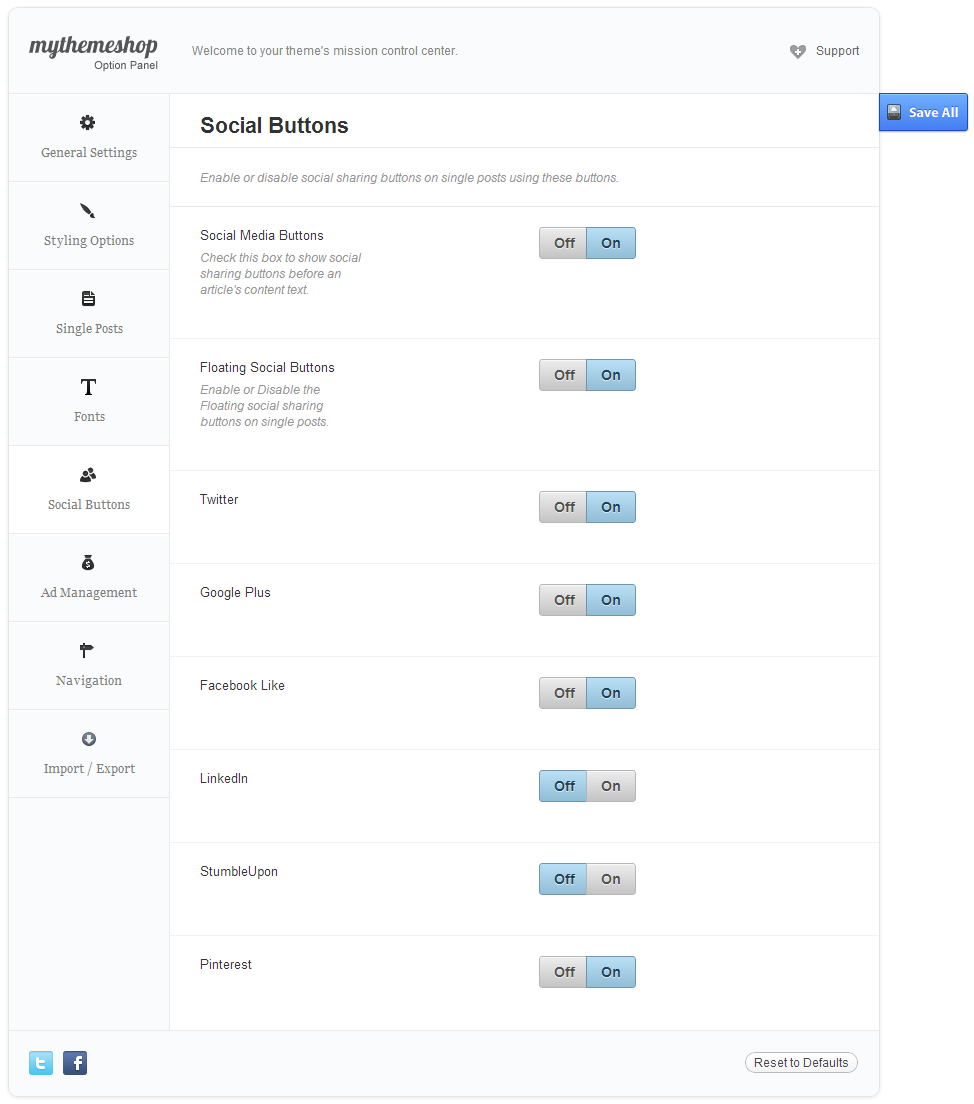 mythemeshop
Option Panel
Welcome to your theme's mission control center.
Support
Save All
General Settings
Styling Options
Single Posts
Fonts
Social Buttons
Ad Management
Navigation
Import / Export
Social Buttons
Enable or disable social sharing buttons on single posts using these buttons.
Social Media Buttons
Check this box to show social
sharing buttons before an
article's content text.
Off On
Floating Social Buttons
Enable or Disable the
Floating social sharing
buttons on single posts.
Off On
Twitter
Off On
Google Plus
Off On
Facebook Like
Off On
LinkedIn
Off On
StumbleUpon
Off On
Pinterest
Off On
Reset to Defaults